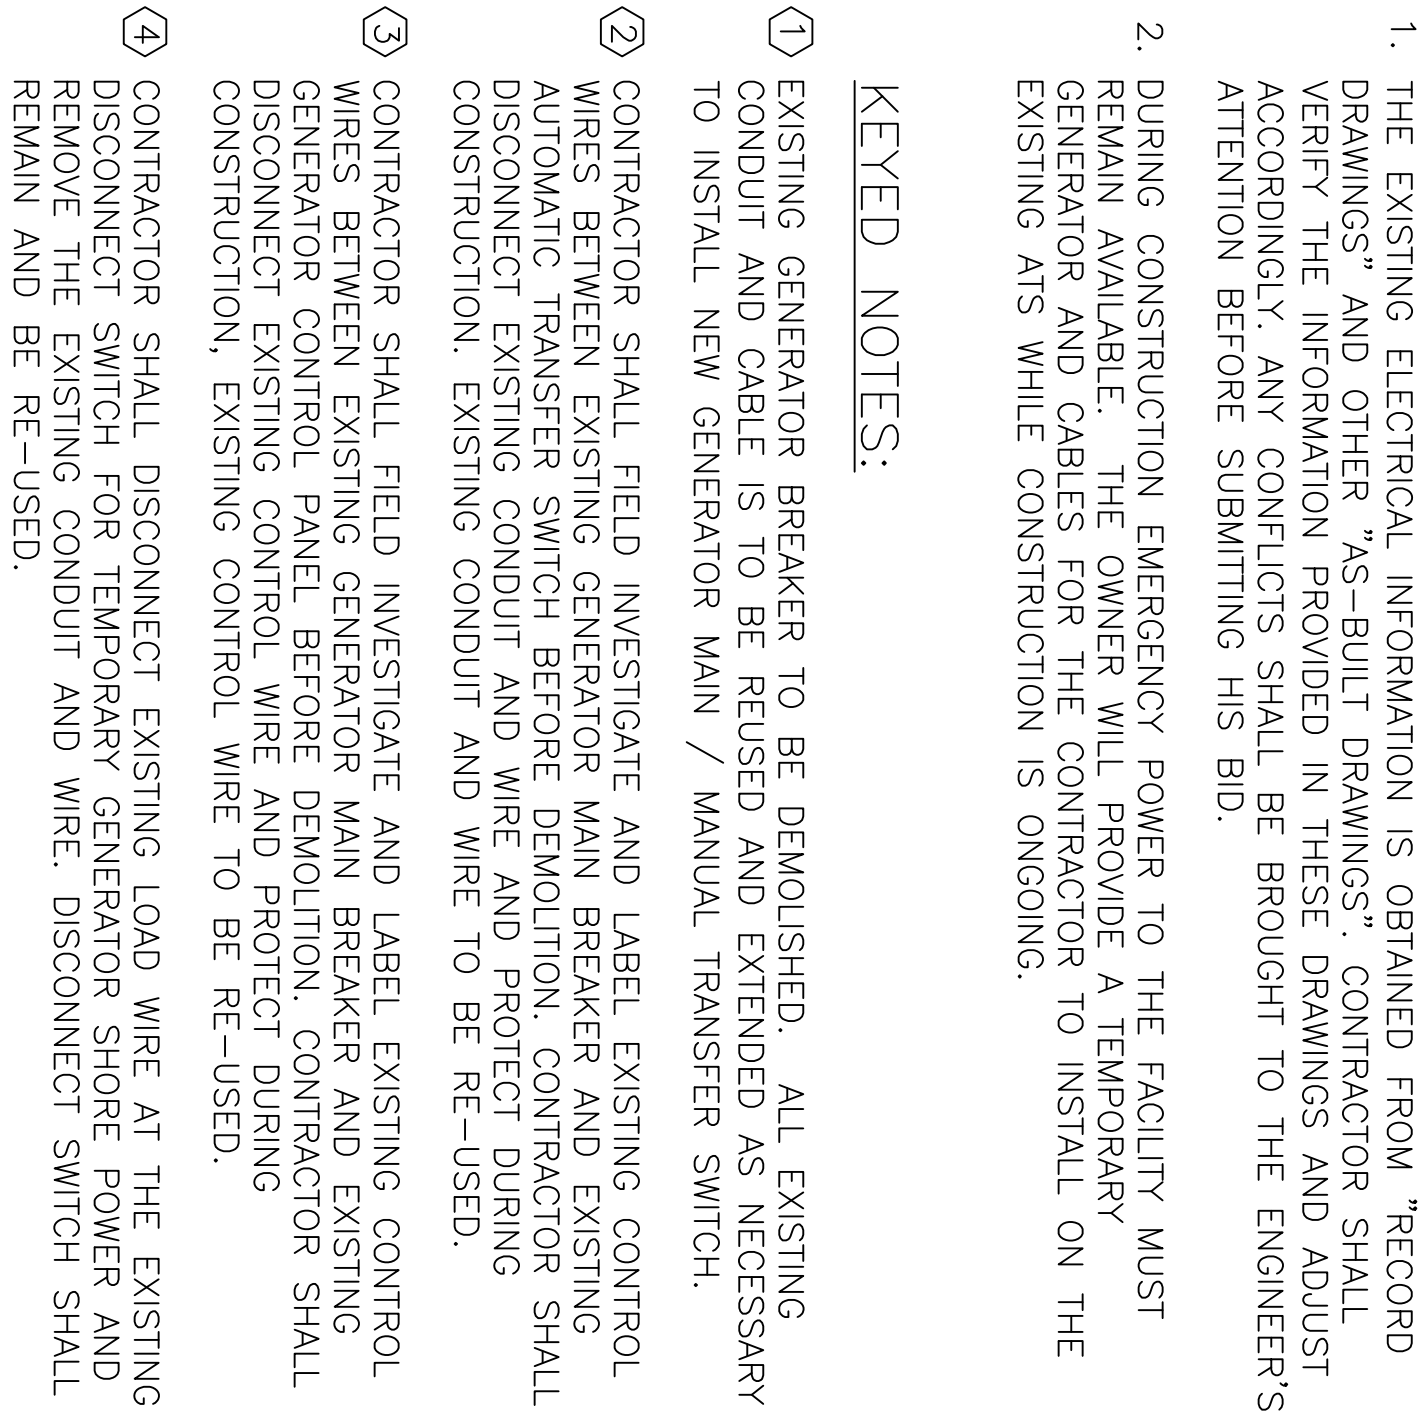 1. THE EXISTING ELECTRICAL INFORMATION IS OBTAINED FROM "RECORD
DRAWINGS" AND OTHER "AS-BUILT DRAWINGS". CONTRACTOR SHALL
VERIFY THE INFORMATION PROVIDED IN THESE DRAWINGS AND ADJUST
ACCORDINGLY. ANY CONFLICTS SHALL BE BROUGHT TO THE ENGINEER'S
ATTENTION BEFORE SUBMITTING HIS BID.
2. DURING CONSTRUCTION EMERGENCY POWER TO THE FACILITY MUST
REMAIN AVAILABLE. THE OWNER WILL PROVIDE A TEMPORARY
GENERATOR AND CABLES FOR THE CONTRACTOR TO INSTALL ON THE
EXISTING ATS WHILE CONSTRUCTION IS ONGOING.
KEYED NOTES:
1 EXISTING GENERATOR BREAKER TO BE DEMOLISHED. ALL EXISTING
CONDUIT AND CABLE IS TO BE REUSED AND EXTENDED AS NECESSARY
TO INSTALL NEW GENERATOR MAIN / MANUAL TRANSFER SWITCH.
2 CONTRACTOR SHALL FIELD INVESTIGATE AND LABEL EXISTING CONTROL
WIRES BETWEEN EXISTING GENERATOR MAIN BREAKER AND EXISTING
AUTOMATIC TRANSFER SWITCH BEFORE DEMOLITION. CONTRACTOR SHALL
DISCONNECT EXISTING CONDUIT AND WIRE AND PROTECT DURING
CONSTRUCTION. EXISTING CONDUIT AND WIRE TO BE RE-USED.
3 CONTRACTOR SHALL FIELD INVESTIGATE AND LABEL EXISTING CONTROL
WIRES BETWEEN EXISTING GENERATOR MAIN BREAKER AND EXISTING
GENERATOR CONTROL PANEL BEFORE DEMOLITION. CONTRACTOR SHALL
DISCONNECT EXISTING CONTROL WIRE AND PROTECT DURING
CONSTRUCTION, EXISTING CONTROL WIRE TO BE RE-USED.
4 CONTRACTOR SHALL DISCONNECT EXISTING LOAD WIRE AT THE EXISTING
DISCONNECT SWITCH FOR TEMPORARY GENERATOR SHORE POWER AND
REMOVE THE EXISTING CONDUIT AND WIRE. DISCONNECT SWITCH SHALL
REMAIN AND BE RE-USED.